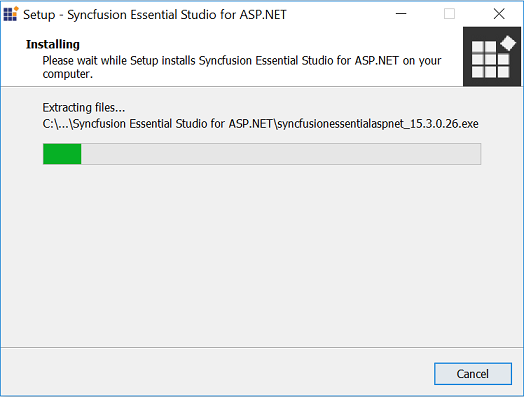 Setup - Syncfusion Essential Studio for ASP.NET
Installing
Please wait while Setup installs Syncfusion Essential Studio for ASP.NET on your
computer.
Extracting files...
C:\...\Syncfusion Essential Studio for ASP.NET\syncfusionessentialaspnet_15.3.0.26.exe
Cancel